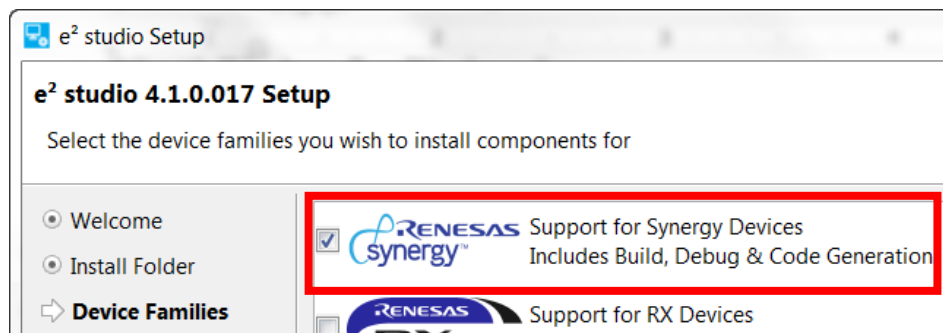 e² studio Setup
e² studio 4.1.0.017 Setup
Select the device families you wish to install components for
Welcome
Install Folder
Device Families
RENESAS
synergy™
Support for Synergy Devices
Includes Build, Debug & Code Generation
RENESAS
RX
Support for RX Devices